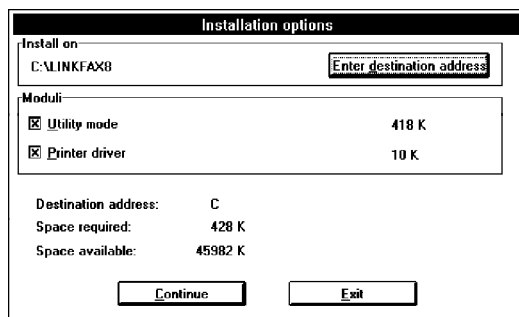 Installation options
Install on
C:\LINKFAX8
Enter destination address
Moduli
Utility mode 418 K
Printer driver 10 K
Destination address: C
Space required: 428 K
Space available: 45982 K
Continue Exit